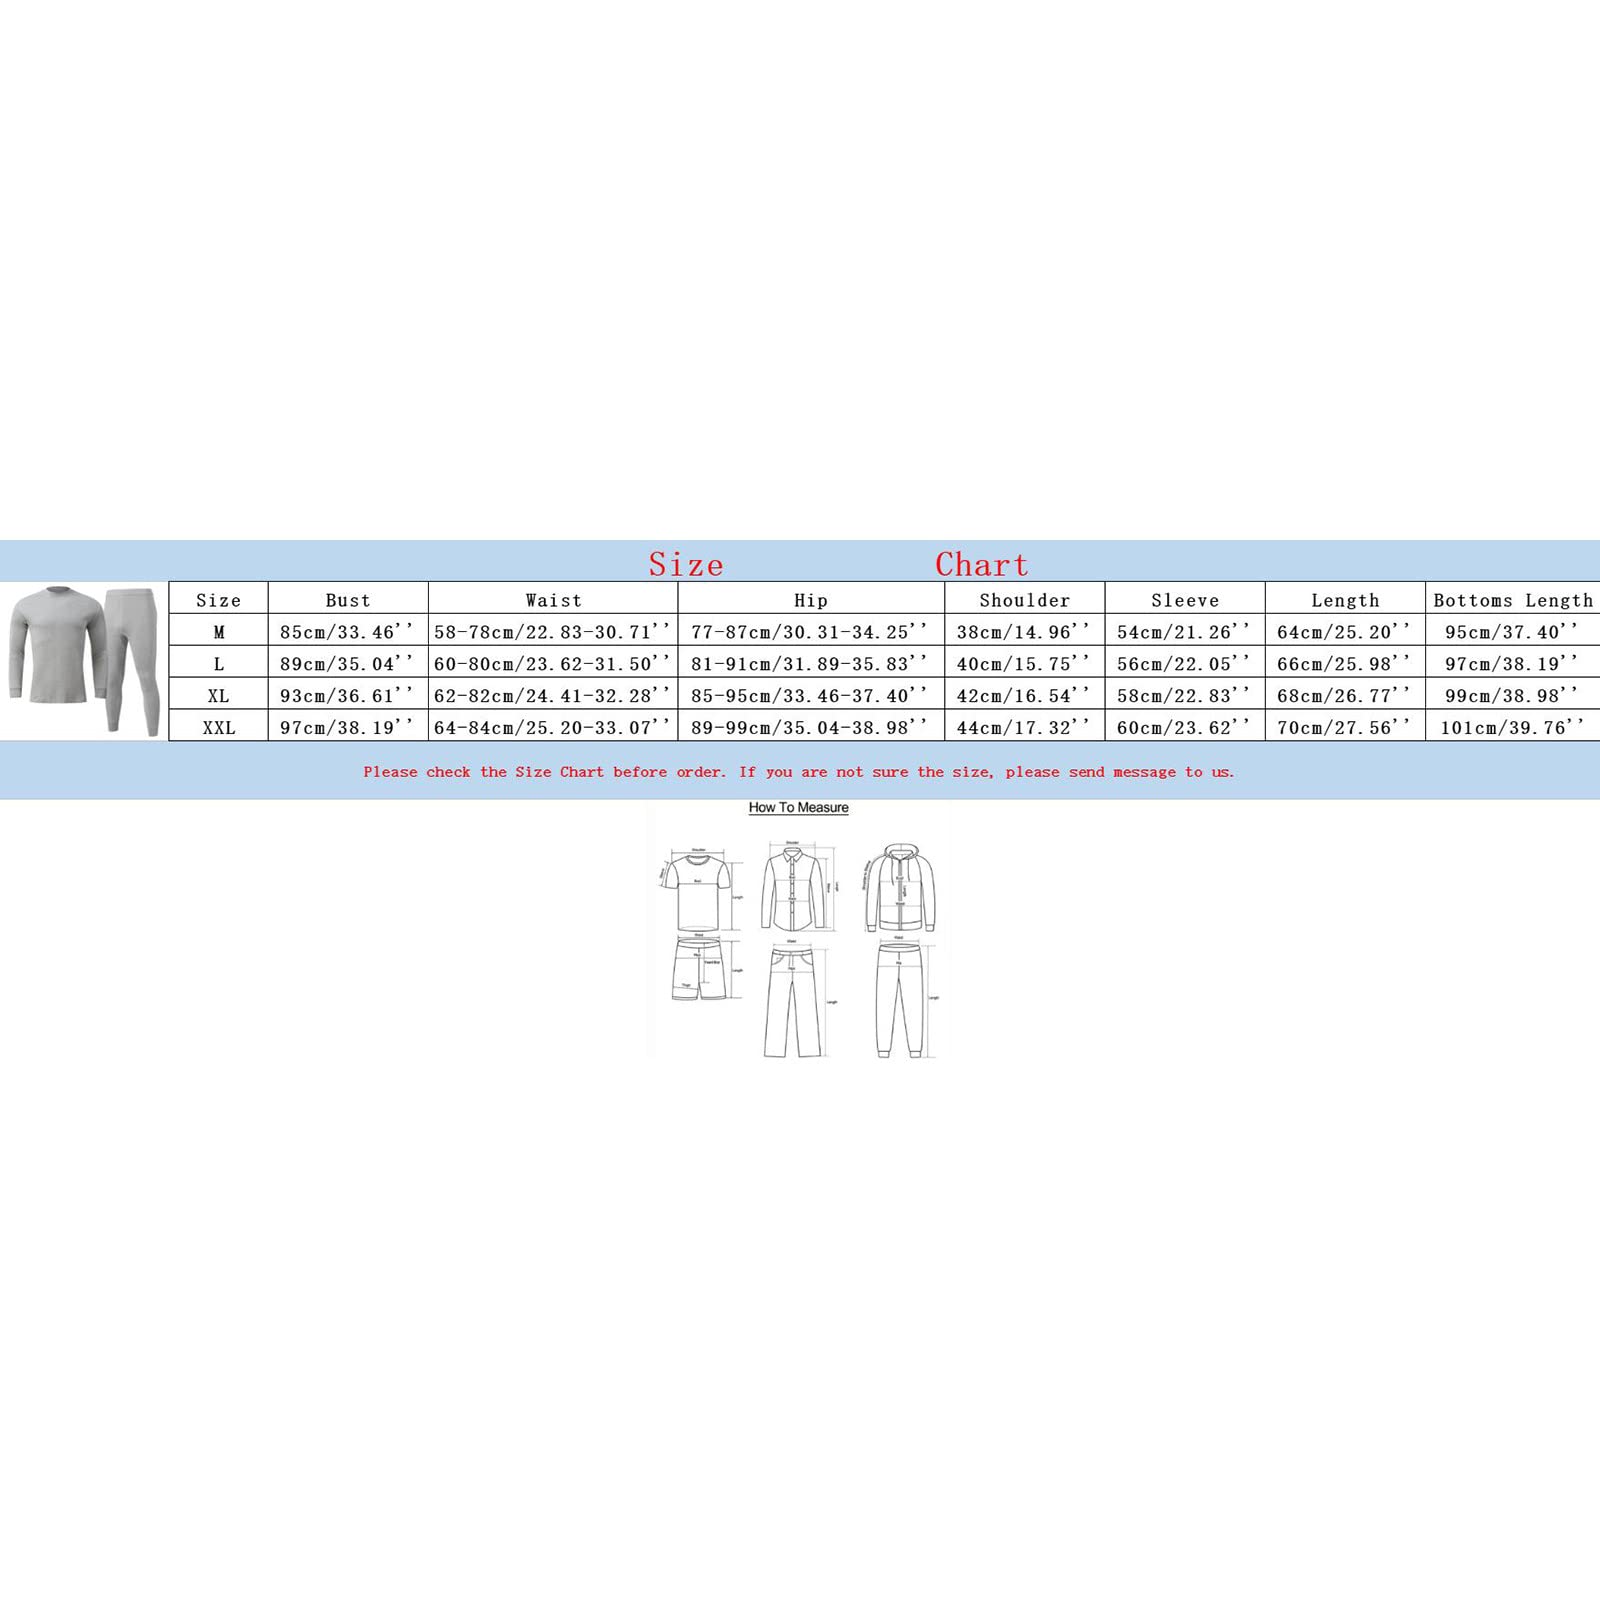 Size Chart
Size Bust Waist Hip Shoulder Sleeve Length Bottoms Length
M 85cm/33.46'' 58-78cm/22.83-30.71'' 77-87cm/30.31-34.25'' 38cm/14.96'' 54cm/21.26'' 64cm/25.20'' 95cm/37.40''
L 89cm/35.04'' 60-80cm/23.62-31.50'' 81-91cm/31.89-35.83'' 40cm/15.75'' 56cm/22.05'' 66cm/25.98'' 97cm/38.19''
XL 93cm/36.61'' 62-82cm/24.41-32.28'' 85-95cm/33.46-37.40'' 42cm/16.54'' 58cm/22.83'' 68cm/26.77'' 99cm/38.98''
XXL 97cm/38.19'' 64-84cm/25.20-33.07'' 89-99cm/35.04-38.98'' 44cm/17.32'' 60cm/23.62'' 70cm/27.56'' 101cm/39.76''
Please check the Size Chart before order. If you are not sure the size, please send message to us.
How To Measure
Length
Length
Length
Length
Length